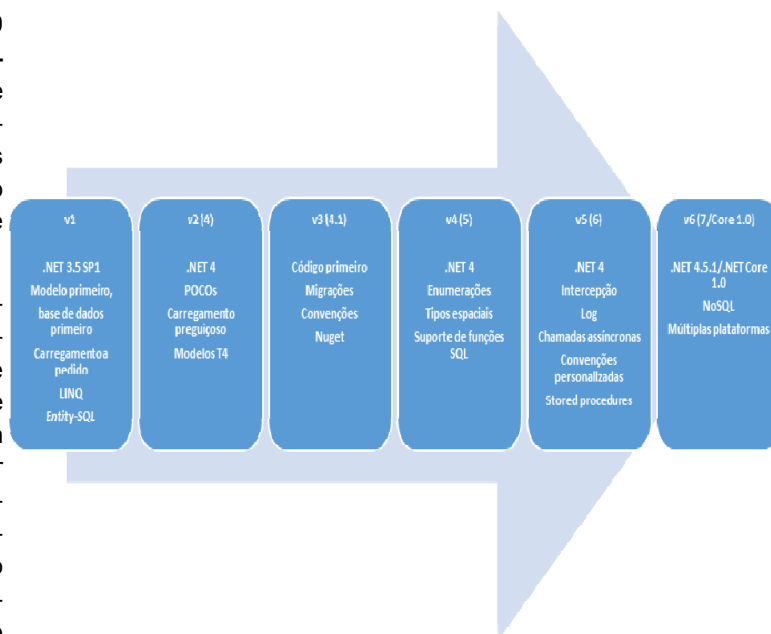 v1
.NET 3.5 SP1
Modelo primeiro,
base de dados
primeiro
Carregamento a
pedido
LINQ
Entity-SQL
v2 (4)
.NET 4
POCOs
Carregamento
preguiçoso
Modelos T4
v3 (4.1)
Código primeiro
Migrações
Convenções
Nuget
v4 (5)
.NET 4
Enumerações
Tipos espaciais
Suporte de funções
SQL
v5 (6)
.NET 4
Intercepção
Log
Chamadas assíncronas
Convenções
personalizadas
Stored procedures
v6 (7/Core 1.0)
.NET 4.5.1/.NET Core
1.0
NoSQL
Múltiplas plataformas